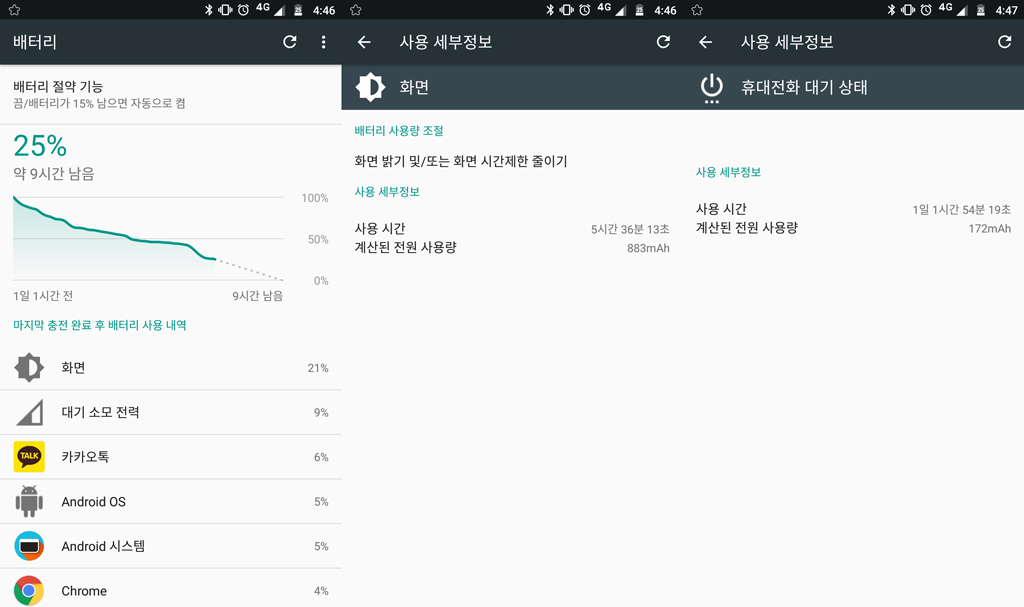 4G 25 4:46
배터리
배터리 절약 기능
끔/배터리가 15% 남으면 자동으로 켬
25%
약 9시간 남음
100%
50%
0%
1일 1시간 전 9시간 남음
마지막 충전 완료 후 배터리 사용 내역
화면 21%
대기 소모 전력 9%
TALK 카카오톡 6%
Android OS 5%
Android 시스템 5%
Chrome 4%
4G 25 4:46
사용 세부정보
화면
배터리 사용량 조절
화면 밝기 및/또는 화면 시간제한 줄이기
사용 세부정보
사용 시간 5시간 36분 13초
계산된 전원 사용량 883mAh
4G 25 4:47
사용 세부정보
휴대전화 대기 상태
사용 세부정보
사용 시간 1일 1시간 54분 19초
계산된 전원 사용량 172mAh